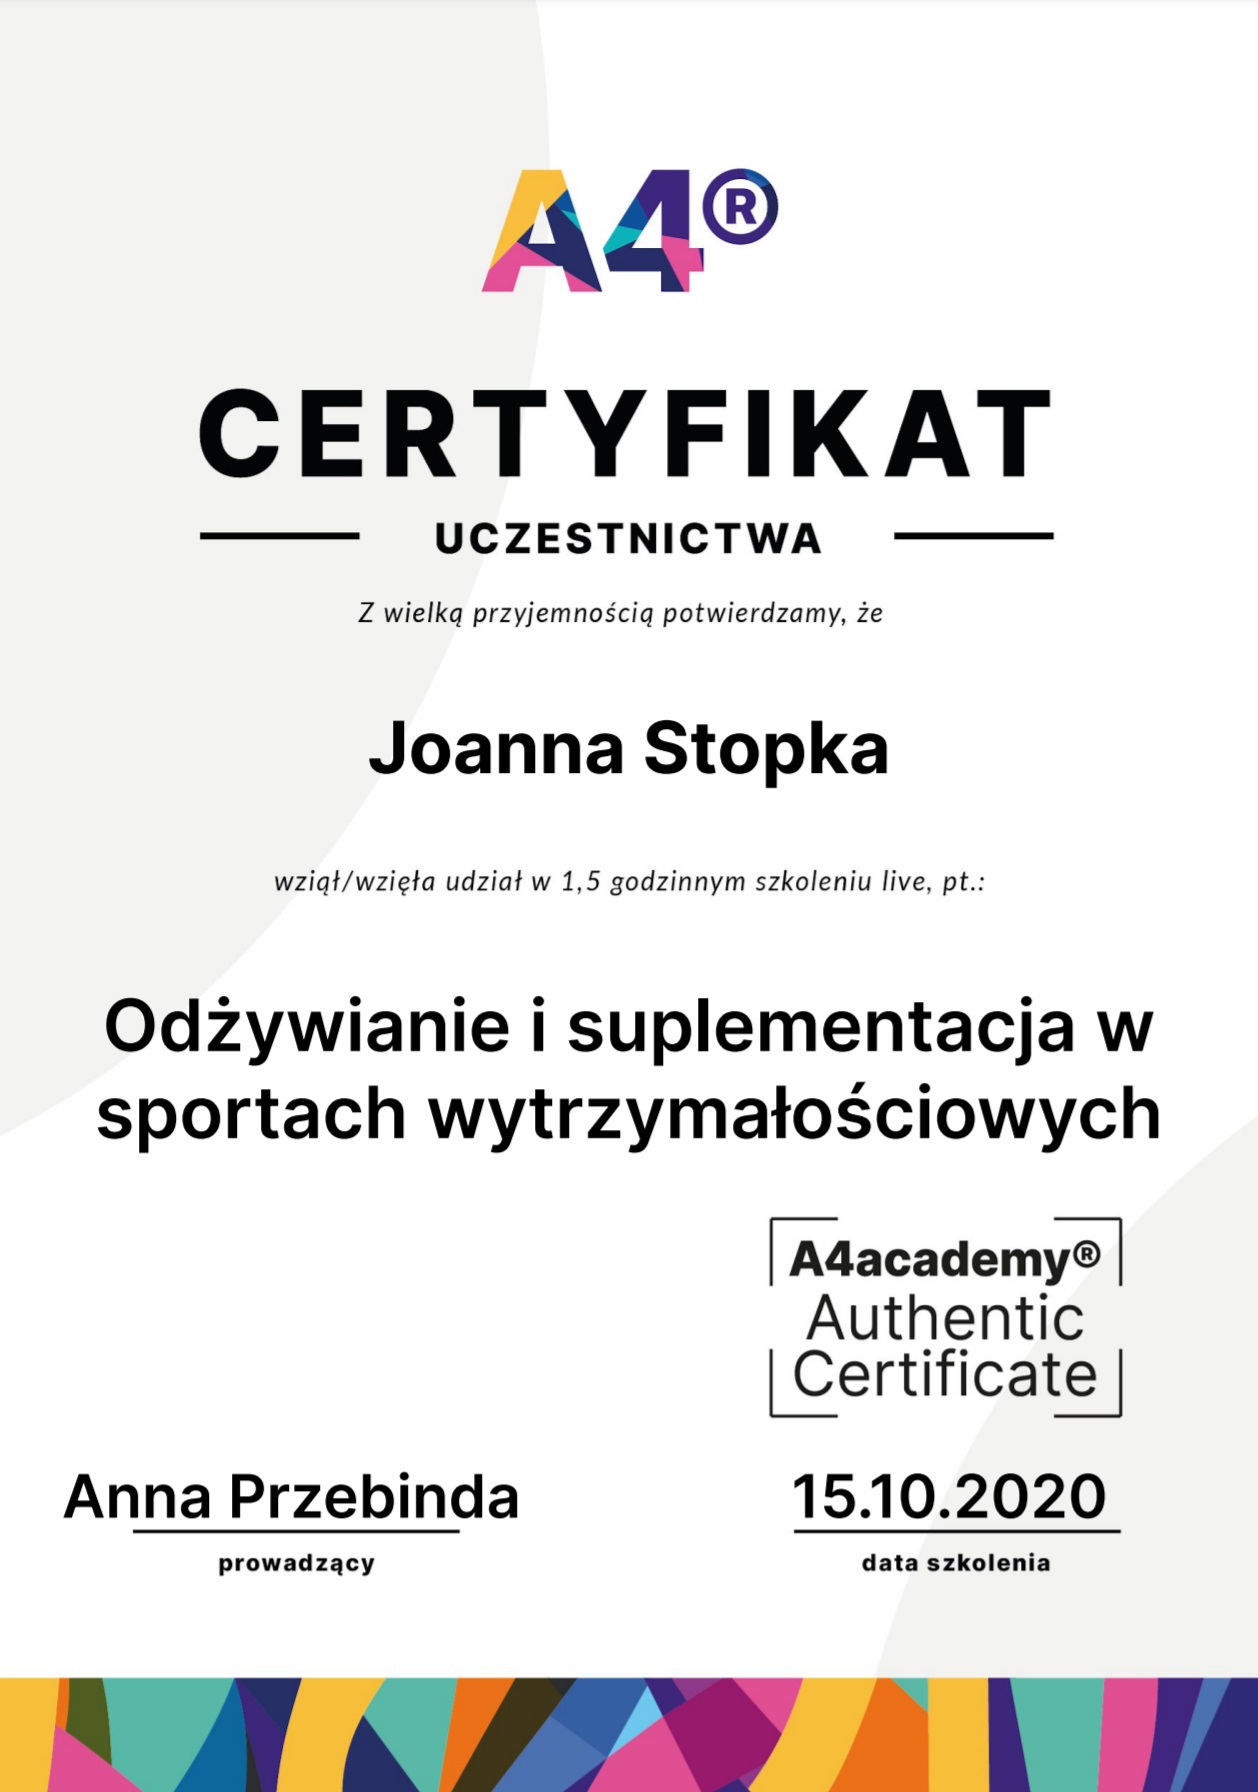 A4®
CERTYFIKAT
UCZESTNICTWA
Z wielką przyjemnością potwierdzamy, że
Joanna Stopka
wziął/wzięła udział w 1,5 godzinnym szkoleniu live, pt.:
Odżywianie i suplementacja w
sportach wytrzymałościowych
A4academy®
Authentic
Certificate
Anna Przebinda
15.10.2020
prowadzący
data szkolenia